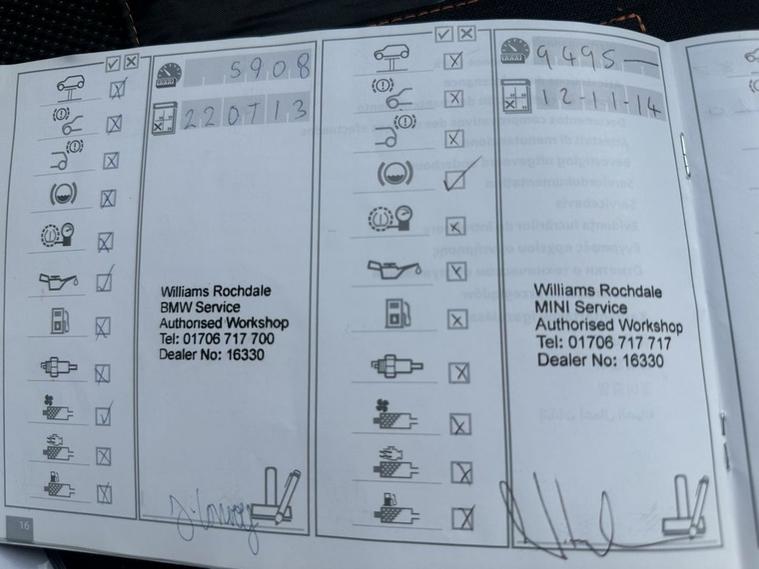 5908
220713
Williams Rochdale
BMW Service
Authorised Workshop
Tel: 01706 717 700
Dealer No: 16330
16
9495-
12-11-14
Williams Rochdale
MINI Service
Authorised Workshop
Tel: 01706 717 717
Dealer No: 16330